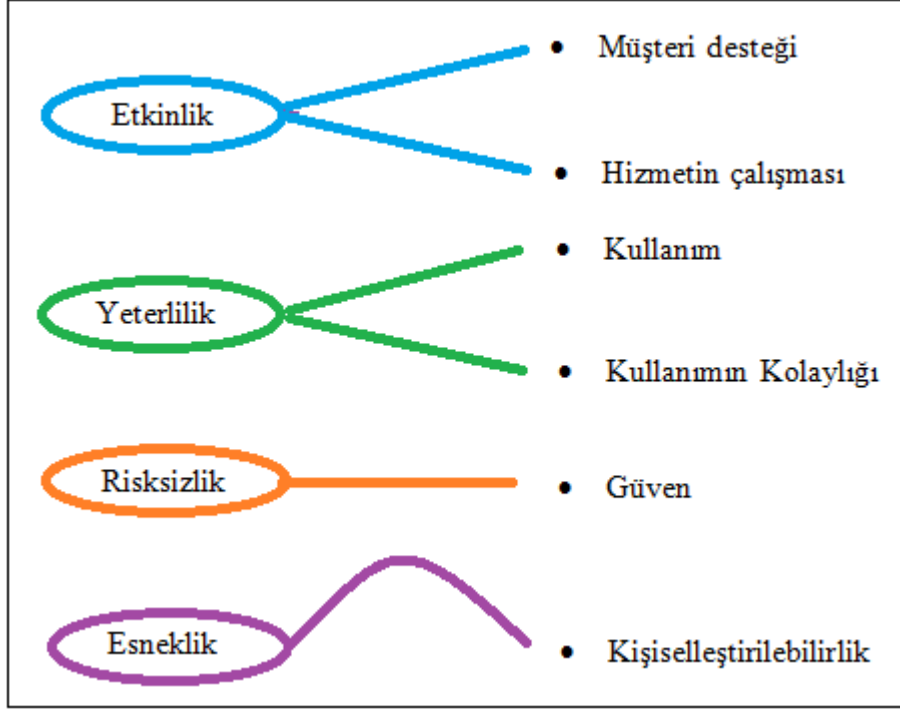 Etkinlik
• Müşteri desteği
• Hizmetin çalışması
Yeterlilik
• Kullanım
• Kullanımın Kolaylığı
Risksizlik
• Güven
Esneklik
• Kişiselleştirilebilirlik